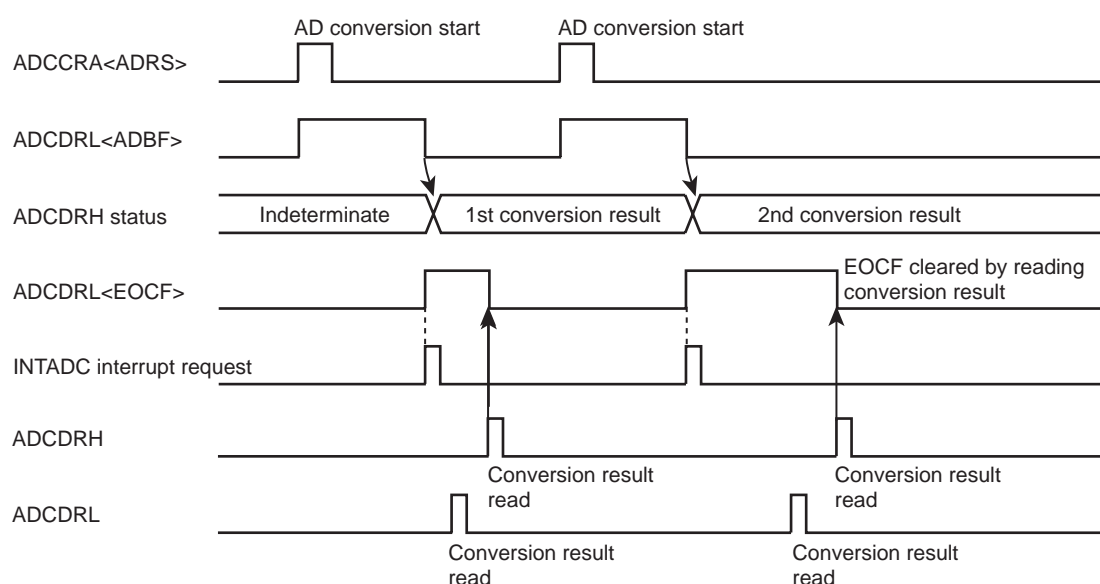 AD conversion start
AD conversion start
ADCCRA<ADRS>
ADCDRL<ADBF>
ADCDRH status
Indeterminate
1st conversion result
2nd conversion result
EOCF cleared by reading
conversion result
ADCDRL<EOCF>
INTADC interrupt request
ADCDRH
Conversion result
read
Conversion result
read
ADCDRL
Conversion result
read
Conversion result
read